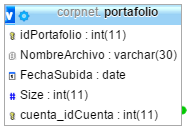 v corpnet. portafolio
idPortafolio : int(11)
NombreArchivo : varchar(30)
FechaSubida : date
# Size : int(11)
cuenta_idCuenta : int(11)